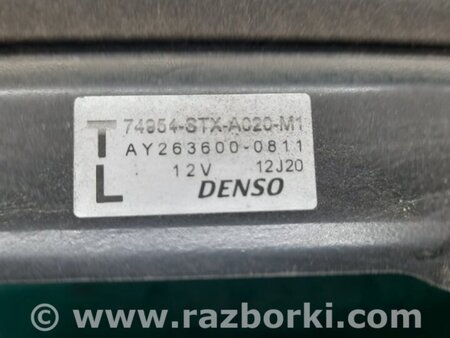 T 74954-STX-A020-M1
AY263600-0811
L 12V 12J20
DENSO
© www.razborki.com